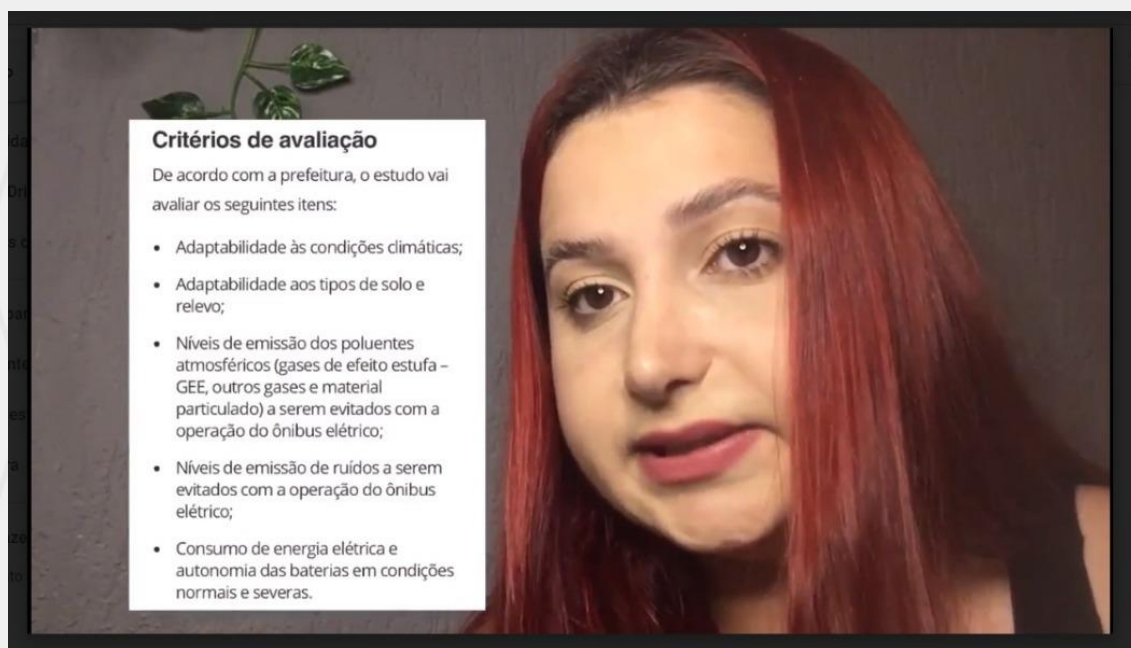 Critérios de avaliação
De acordo com a prefeitura, o estudo vai
avaliar os seguintes itens:
• Adaptabilidade às condições climáticas;
• Adaptabilidade aos tipos de solo e
relevo;
• Níveis de emissão dos poluentes
atmosféricos (gases de efeito estufa –
GEE, outros gases e material
particulado) a serem evitados com a
operação do ônibus elétrico;
• Níveis de emissão de ruídos a serem
evitados com a operação do ônibus
elétrico;
• Consumo de energia elétrica e
autonomia das baterias em condições
normais e severas.